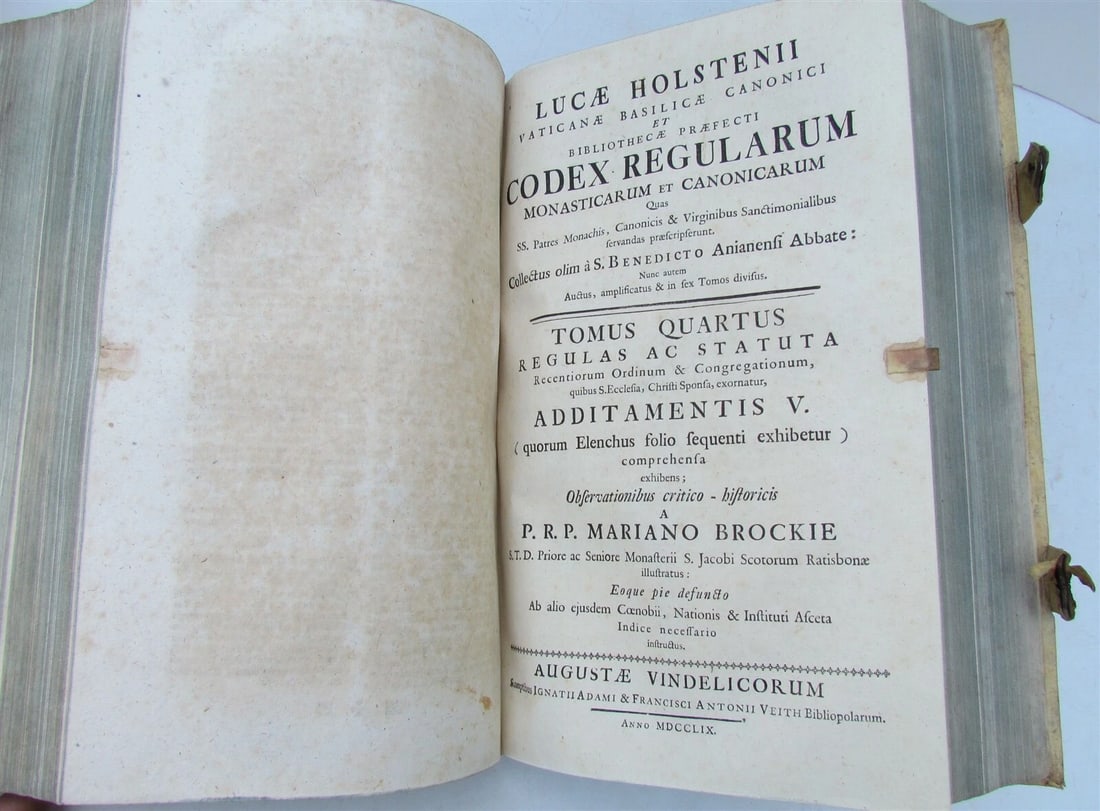 LUCÆ HOLSTENII
VATICANÆ BASILICÆ CANONICI
ET
BIBLIOTHECÆ PRÆFECTI
CODEX REGULARUM
MONASTICARUM ET CANONICARUM
Quas
SS. Patres Monachis, Canonicis & Virginibus Sanctimonialibus
ſervandas præſcripſerunt.
Collectus olim à S. BENEDICTO Anianenſi Abbate:
Nunc autem
Auctus, amplificatus & in ſex Tomos diviſus.
TOMUS QUARTUS
REGULAS AC STATUTA
Recentiorum Ordinum & Congregationum,
quibus S. Eccleſia, Chriſti Sponſa, exornatur,
ADDITAMENTIS V.
(quorum Elenchus folio ſequenti exhibetur)
comprehenſa
exhibens;
Obſervationibus critico-hiſtoricis
A
P. R. P. MARIANO BROCKIE
S. T. D. Priore ac Seniore Monaſterii S. Jacobi Scotorum Ratisbonæ
illuſtratus:
Eoque pie defuncto
Ab alio ejusdem Cœnobii, Nationis & Inſtituti Aſceta
Indice neceſſario
inſtructus.
AUGUSTÆ VINDELICORUM
Sumptibus IGNATII ADAMI & FRANCISCI ANTONII VEITH Bibliopolarum.
ANNO MDCCLIX.